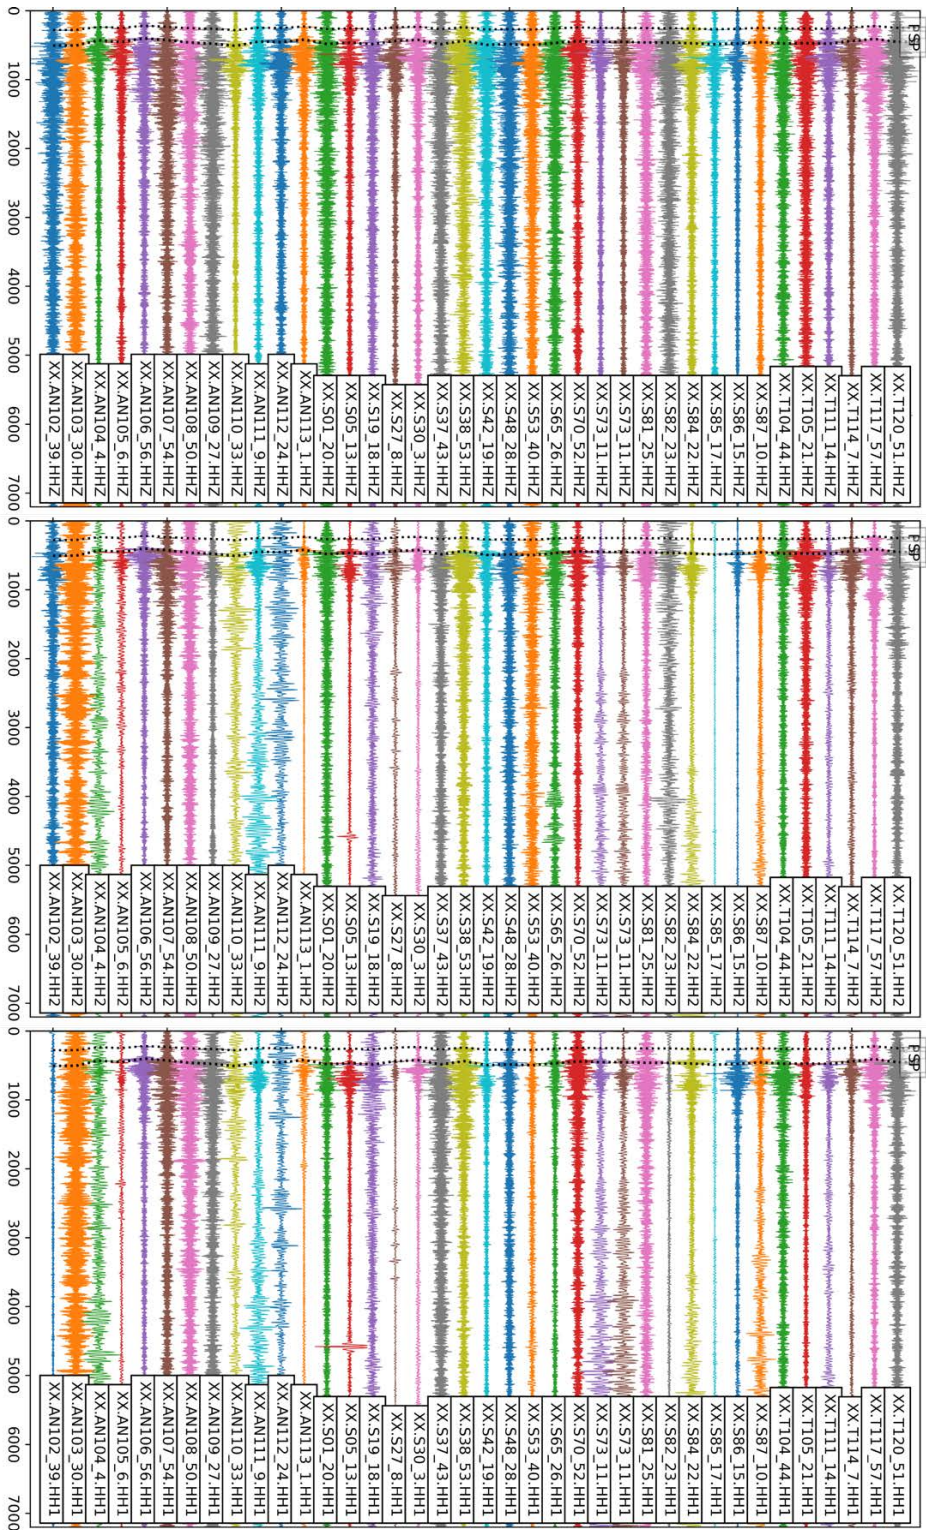 XX.T120_51.HHZ
XX.T117_57.HHZ
XX.T114_7.HHZ
XX.T111_14.HHZ
XX.T105_21.HHZ
XX.T104_44.HHZ
XX.S87_10.HHZ
XX.S86_15.HHZ
XX.S85_17.HHZ
XX.S84_22.HHZ
XX.S82_23.HHZ
XX.S81_25.HHZ
XX.S73_11.HHZ
XX.S73_11.HHZ
XX.S70_52.HHZ
XX.S65_26.HHZ
XX.S53_40.HHZ
XX.S48_28.HHZ
XX.S42_19.HHZ
XX.S38_53.HHZ
XX.S37_43.HHZ
XX.S30_3.HHZ
XX.S27_8.HHZ
XX.S19_18.HHZ
XX.S05_13.HHZ
XX.S01_20.HHZ
XX.AN113_1.HHZ
XX.AN112_24.HHZ
XX.AN111_9.HHZ
XX.AN110_33.HHZ
XX.AN109_27.HHZ
XX.AN108_50.HHZ
XX.AN107_54.HHZ
XX.AN106_56.HHZ
XX.AN105_6.HHZ
XX.AN104_4.HHZ
XX.AN103_30.HHZ
XX.AN102_39.HHZ
0 1000 2000 3000 4000 5000 6000 7000
XX.T120_51.HH2
XX.T117_57.HH2
XX.T114_7.HH2
XX.T111_14.HH2
XX.T105_21.HH2
XX.T104_44.HH2
XX.S87_10.HH2
XX.S86_15.HH2
XX.S85_17.HH2
XX.S84_22.HH2
XX.S82_23.HH2
XX.S81_25.HH2
XX.S73_11.HH2
XX.S73_11.HH2
XX.S70_52.HH2
XX.S65_26.HH2
XX.S53_40.HH2
XX.S48_28.HH2
XX.S42_19.HH2
XX.S38_53.HH2
XX.S37_43.HH2
XX.S30_3.HH2
XX.S27_8.HH2
XX.S19_18.HH2
XX.S05_13.HH2
XX.S01_20.HH2
XX.AN113_1.HH2
XX.AN112_24.HH2
XX.AN111_9.HH2
XX.AN110_33.HH2
XX.AN109_27.HH2
XX.AN108_50.HH2
XX.AN107_54.HH2
XX.AN106_56.HH2
XX.AN105_6.HH2
XX.AN104_4.HH2
XX.AN103_30.HH2
XX.AN102_39.HH2
0 1000 2000 3000 4000 5000 6000 7000
XX.T120_51.HH1
XX.T117_57.HH1
XX.T114_7.HH1
XX.T111_14.HH1
XX.T105_21.HH1
XX.T104_44.HH1
XX.S87_10.HH1
XX.S86_15.HH1
XX.S85_17.HH1
XX.S84_22.HH1
XX.S82_23.HH1
XX.S81_25.HH1
XX.S73_11.HH1
XX.S73_11.HH1
XX.S70_52.HH1
XX.S65_26.HH1
XX.S53_40.HH1
XX.S48_28.HH1
XX.S42_19.HH1
XX.S38_53.HH1
XX.S37_43.HH1
XX.S30_3.HH1
XX.S27_8.HH1
XX.S19_18.HH1
XX.S05_13.HH1
XX.S01_20.HH1
XX.AN113_1.HH1
XX.AN112_24.HH1
XX.AN111_9.HH1
XX.AN110_33.HH1
XX.AN109_27.HH1
XX.AN108_50.HH1
XX.AN107_54.HH1
XX.AN106_56.HH1
XX.AN105_6.HH1
XX.AN104_4.HH1
XX.AN103_30.HH1
XX.AN102_39.HH1
0 1000 2000 3000 4000 5000 6000 7000